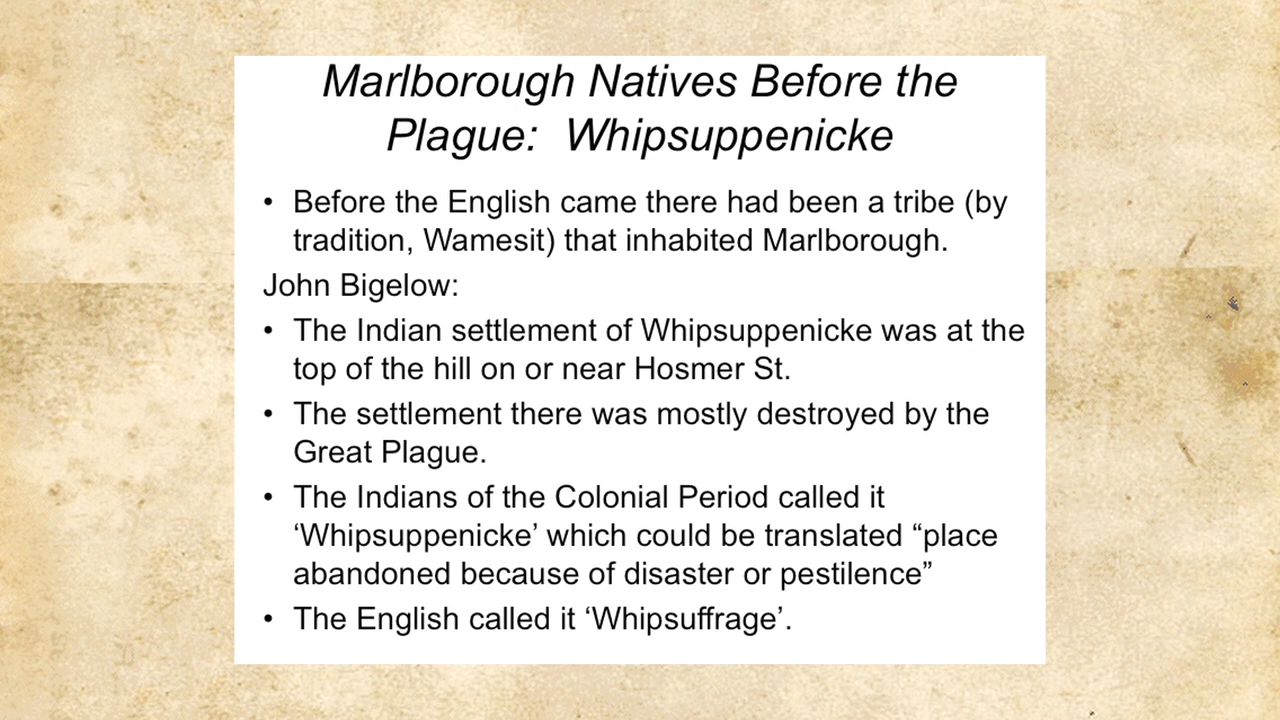 Marlborough Natives Before the
Plague:  Whipsuppenicke
• Before the English came there had been a tribe (by
tradition, Wamesit) that inhabited Marlborough.
John Bigelow:
• The Indian settlement of Whipsuppenicke was at the
top of the hill on or near Hosmer St.
• The settlement there was mostly destroyed by the
Great Plague.
• The Indians of the Colonial Period called it
‘Whipsuppenicke’ which could be translated “place
abandoned because of disaster or pestilence”
• The English called it ‘Whipsuffrage’.